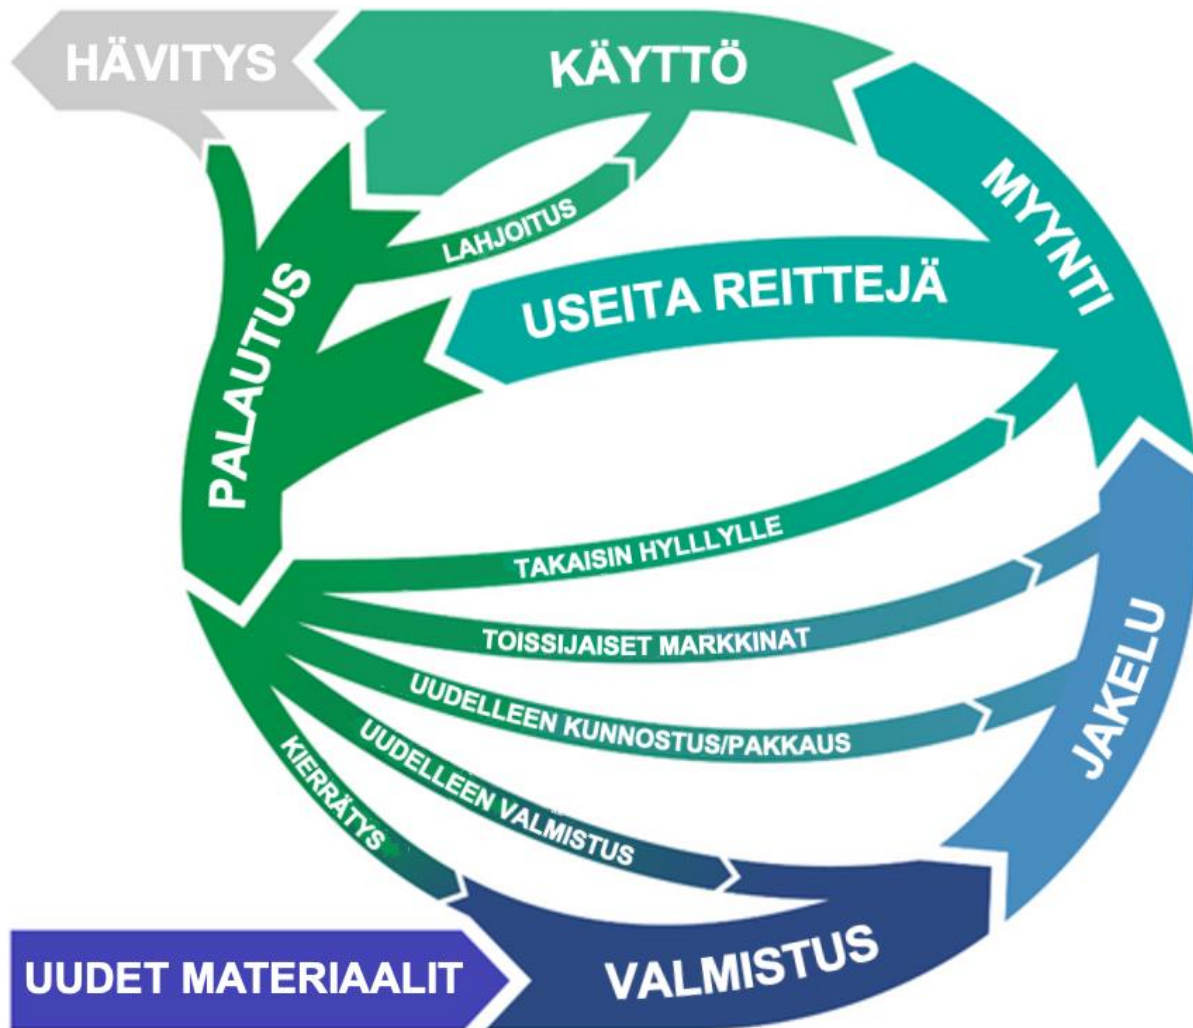 HÄVITYS
KÄYTTÖ
MYYNTI
LAHJOITUS
USEITA REITTEJÄ
PALAUTUS
TAKAISIN HYLLLYLLE
TOISSIJAISET MARKKINAT
JAKELU
UUDELLEEN KUNNOSTUS/PAKKAUS
UUDELLEEN VALMISTUS
KIERRÄTYS
UUDET MATERIAALIT
VALMISTUS